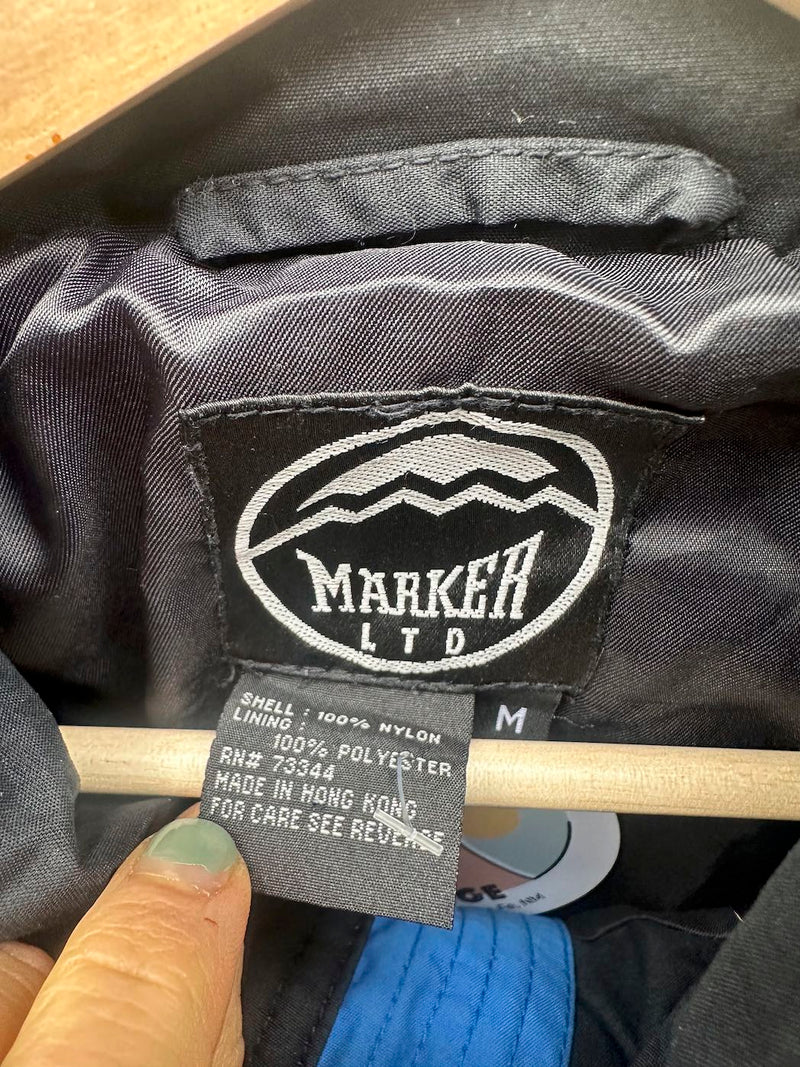 MARKER
LTD
M
SHELL : 100% NYLON
LINING :
100% POLYESTER
RN# 73344
MADE IN HONG KONG
FOR CARE SEE REVERSE